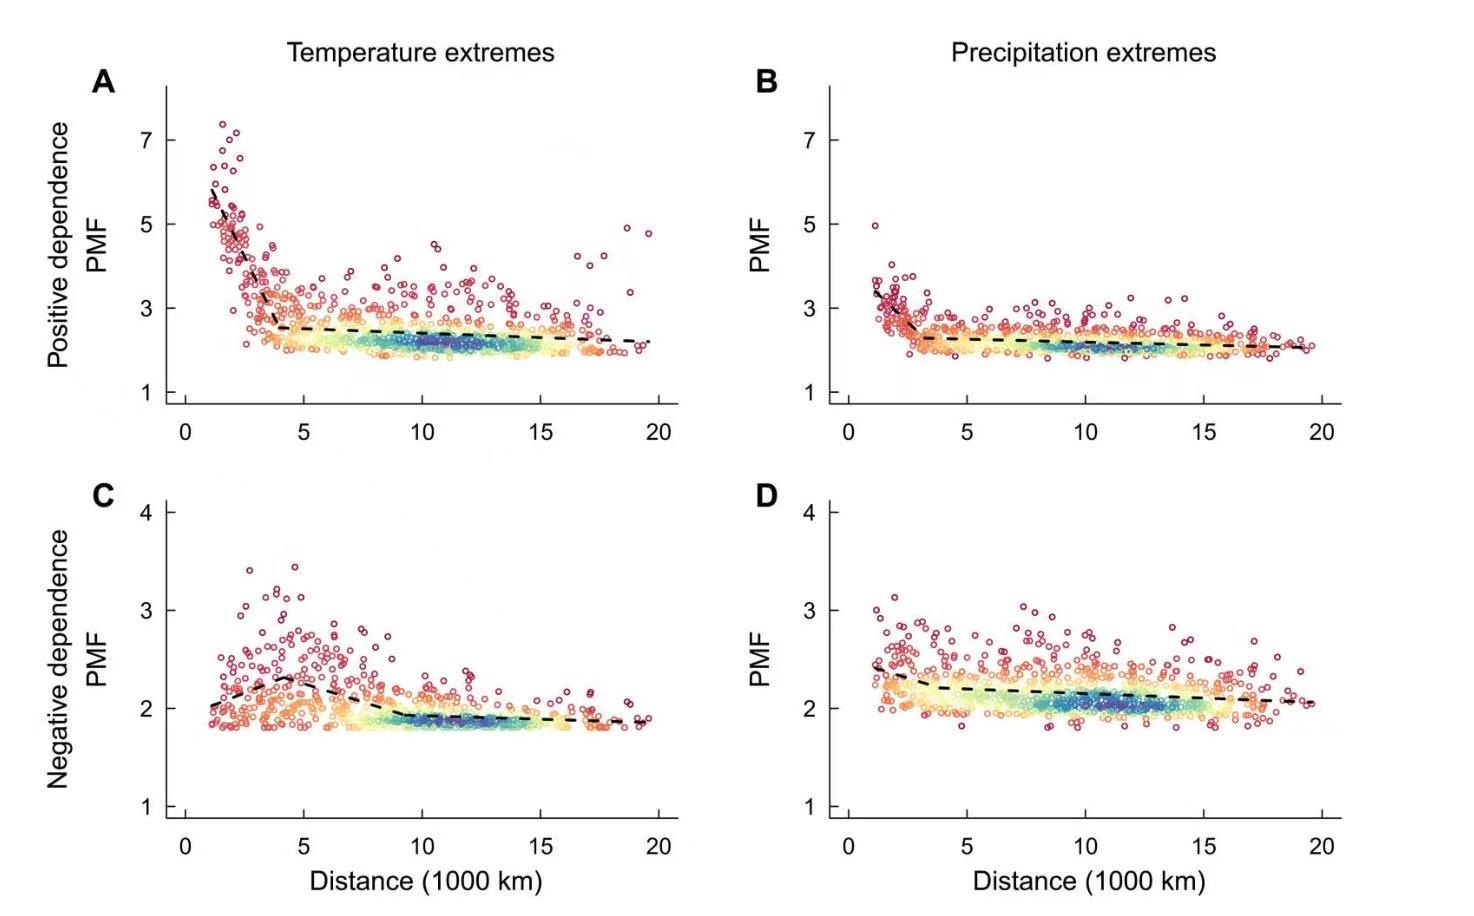 Temperature extremes
Precipitation extremes
A
B
Positive dependence
PMF
7
5
3
1
0 5 10 15 20
PMF
7
5
3
1
0 5 10 15 20
C
D
Negative dependence
PMF
4
3
2
1
0 5 10 15 20
Distance (1000 km)
PMF
4
3
2
1
0 5 10 15 20
Distance (1000 km)